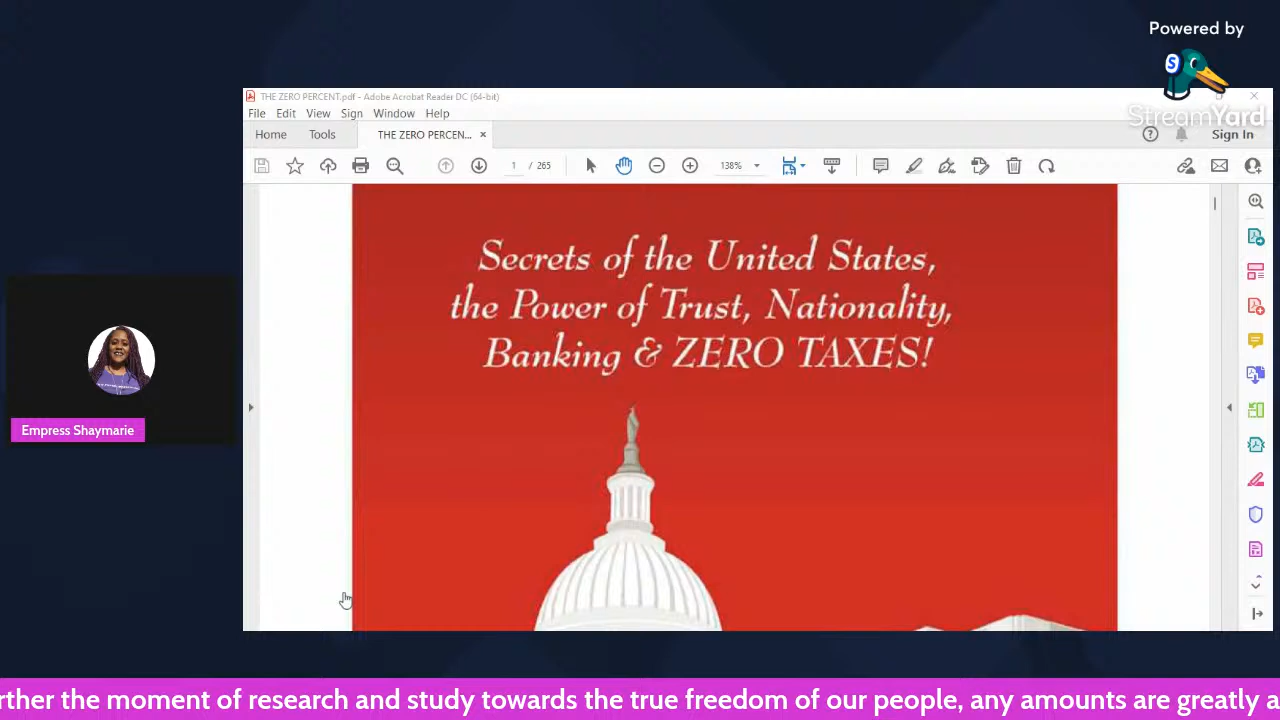 Powered by
StreamYard
THE ZERO PERCENT.pdf - Adobe Acrobat Reader DC (64-bit)
File Edit View Sign Window Help
Home Tools THE ZERO PERCEN... ×
Sign In
1 / 265
138%
Secrets of the United States,
the Power of Trust, Nationality,
Banking & ZERO TAXES!
Empress Shaymarie
rther the moment of research and study towards the true freedom of our people, any amounts are greatly a